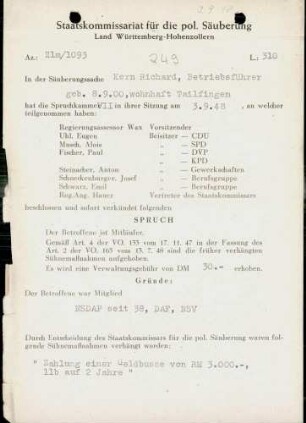 Staatskommissariat für die pol. Säuberung
Land Württemberg-Hohenzollern
Az.: Zlm/1093
249
L: 310
In der Säuberungssache Kern Richard, Betriebsführer
geb. 8.9.00, wohnhaft Tailfingen
hat die Spruchkammer VII in ihrer Sitzung am 3.9.48, an welcher
teilgenommen haben:
Regierungsassessor Wax Vorsitzender
Uhl. Eugen Beisitzer — CDU
Musch. Alois „ — SPD
Fischer, Paul „ — DVP
„ — KPD
Steinacher, Anton „ — Gewerkschaften
Schneckenburger, Josef „ — Berufsgruppe
Schwarz, Emil „ — Berufsgruppe
Reg.Ang. Vertreter des Staatskommissars
beschlossen und sofort verkündet folgenden
SPRUCH
Der Betroffene ist Mitläufer.
Gemäß Art. 4 der VO. 133 vom 17. 11. 47 in der Fassung des
Art. 2 der VO. 165 vom 13. 7. 48 sind die früher verhängten
Sühnemaßnahmen aufgehoben.
Es wird eine Verwaltungsgebühr von DM 30.- erhoben.
Gründe:
Der Betroffene war Mitglied
NSDAP seit 38, DAF, NSV
Durch Entscheidung des Staatskommissars für die pol. Säuberung waren fol-
gende Sühnemaßnahmen verhängt worden:
" Zahlung einer Geldbusse von RM 3.000.-,
11b auf 2 Jahre "